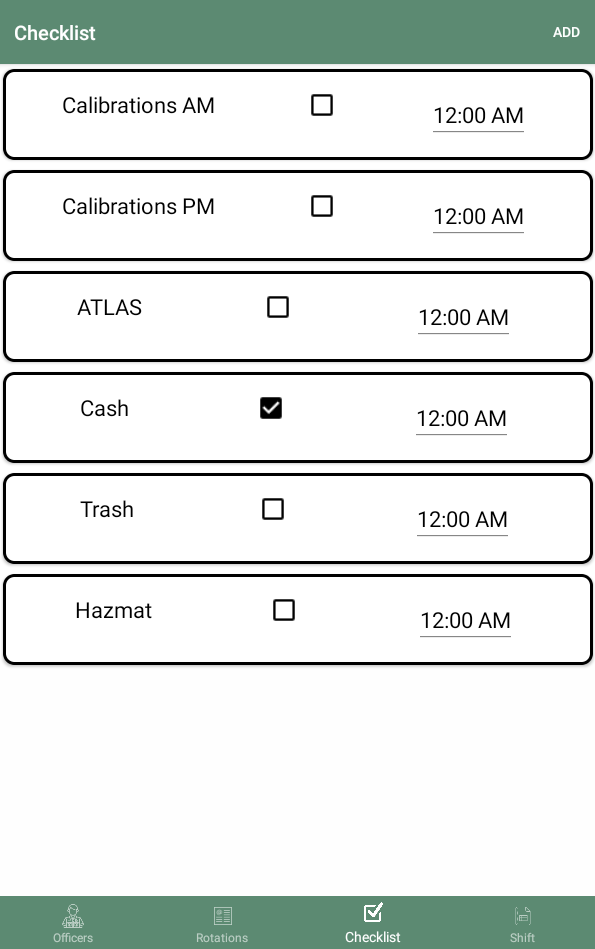 Checklist ADD
Calibrations AM 12:00 AM
Calibrations PM 12:00 AM
ATLAS 12:00 AM
Cash 12:00 AM
Trash 12:00 AM
Hazmat 12:00 AM
Officers Rotations Checklist Shift